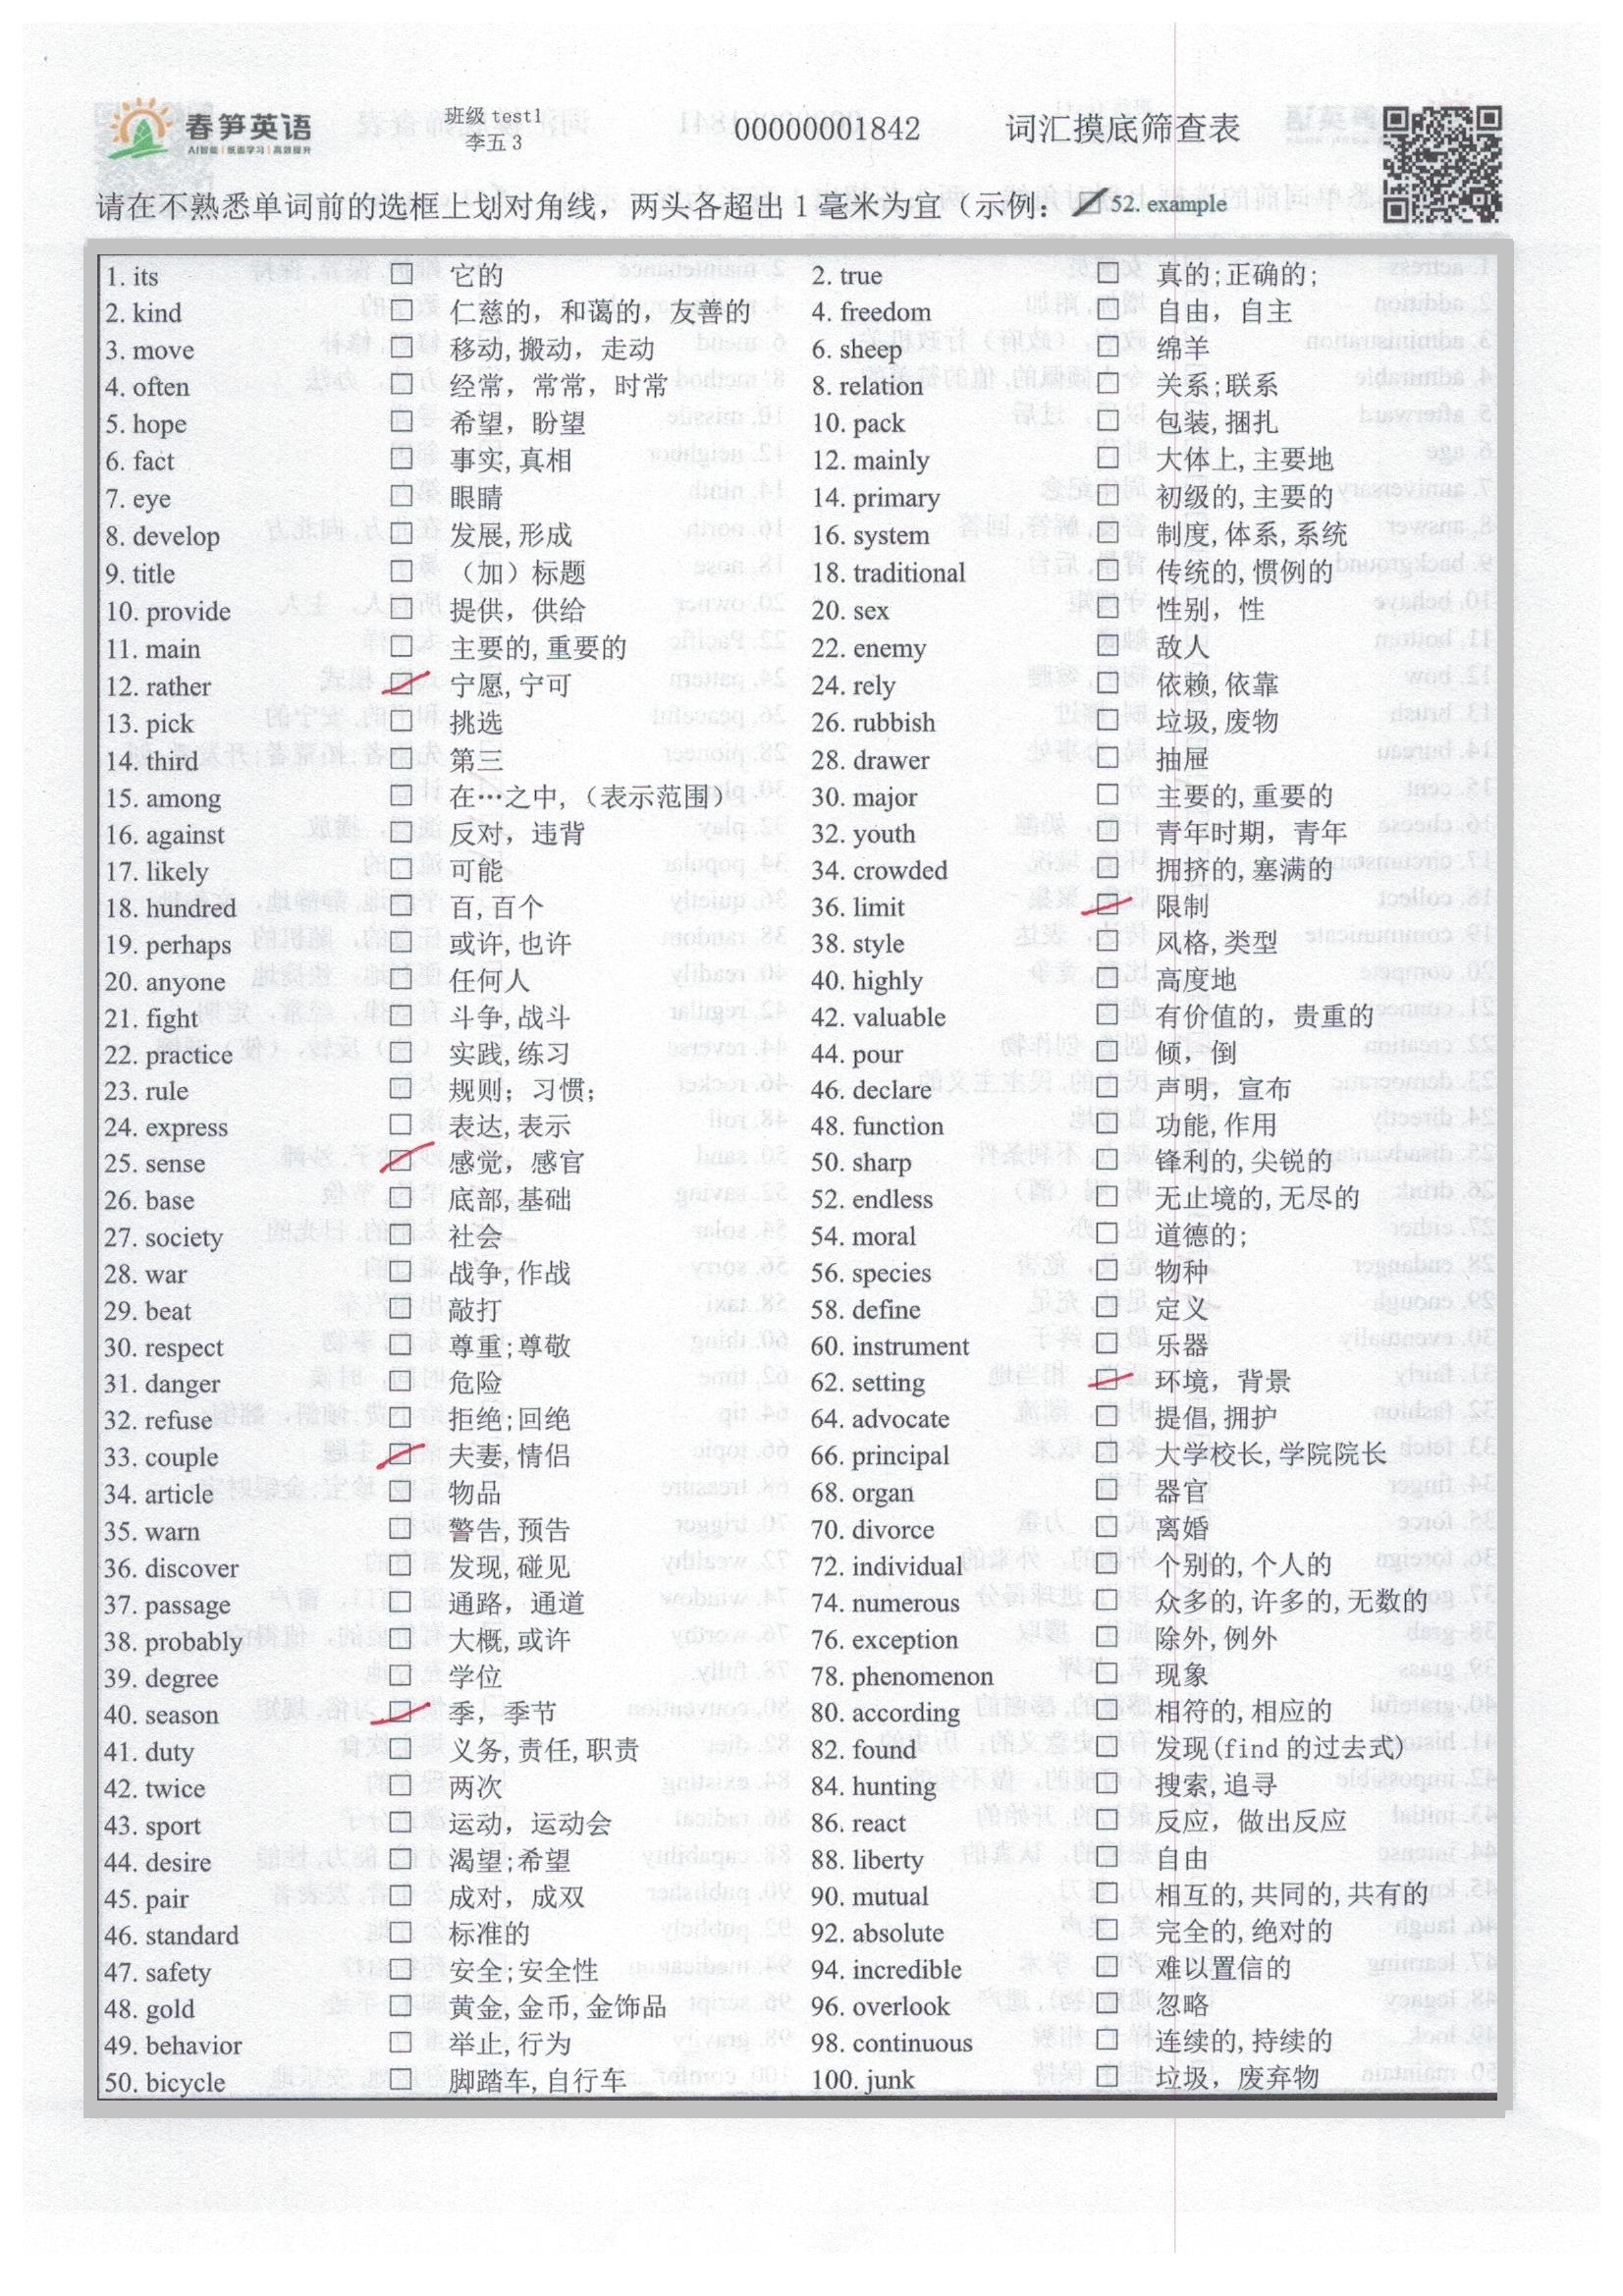 春笋英语
AI智能 | 纸面学习 | 高效提升
班级 test1
李五 3
00000001842
词汇摸底筛查表
请在不熟悉单词前的选框上划对角线，两头各超出 1 毫米为宜（示例： 52. example
1. its 它的 2. true 真的;正确的;
2. kind 仁慈的，和蔼的，友善的 4. freedom 自由，自主
3. move 移动,搬动，走动 6. sheep 绵羊
4. often 经常，常常，时常 8. relation 关系;联系
5. hope 希望，盼望 10. pack 包装,捆扎
6. fact 事实,真相 12. mainly 大体上,主要地
7. eye 眼睛 14. primary 初级的,主要的
8. develop 发展,形成 16. system 制度,体系,系统
9. title （加）标题 18. traditional 传统的,惯例的
10. provide 提供，供给 20. sex 性别，性
11. main 主要的,重要的 22. enemy 敌人
12. rather 宁愿,宁可 24. rely 依赖,依靠
13. pick 挑选 26. rubbish 垃圾,废物
14. third 第三 28. drawer 抽屉
15. among 在…之中,（表示范围） 30. major 主要的,重要的
16. against 反对，违背 32. youth 青年时期，青年
17. likely 可能 34. crowded 拥挤的,塞满的
18. hundred 百,百个 36. limit 限制
19. perhaps 或许,也许 38. style 风格,类型
20. anyone 任何人 40. highly 高度地
21. fight 斗争,战斗 42. valuable 有价值的，贵重的
22. practice 实践,练习 44. pour 倾，倒
23. rule 规则；习惯; 46. declare 声明，宣布
24. express 表达,表示 48. function 功能,作用
25. sense 感觉，感官 50. sharp 锋利的,尖锐的
26. base 底部,基础 52. endless 无止境的,无尽的
27. society 社会 54. moral 道德的;
28. war 战争,作战 56. species 物种
29. beat 敲打 58. define 定义
30. respect 尊重;尊敬 60. instrument 乐器
31. danger 危险 62. setting 环境，背景
32. refuse 拒绝;回绝 64. advocate 提倡,拥护
33. couple 夫妻,情侣 66. principal 大学校长,学院院长
34. article 物品 68. organ 器官
35. warn 警告,预告 70. divorce 离婚
36. discover 发现,碰见 72. individual 个别的,个人的
37. passage 通路，通道 74. numerous 众多的,许多的,无数的
38. probably 大概,或许 76. exception 除外,例外
39. degree 学位 78. phenomenon 现象
40. season 季，季节 80. according 相符的,相应的
41. duty 义务,责任,职责 82. found 发现(find 的过去式)
42. twice 两次 84. hunting 搜索,追寻
43. sport 运动，运动会 86. react 反应，做出反应
44. desire 渴望;希望 88. liberty 自由
45. pair 成对，成双 90. mutual 相互的,共同的,共有的
46. standard 标准的 92. absolute 完全的,绝对的
47. safety 安全;安全性 94. incredible 难以置信的
48. gold 黄金,金币,金饰品 96. overlook 忽略
49. behavior 举止,行为 98. continuous 连续的,持续的
50. bicycle 脚踏车,自行车 100. junk 垃圾，废弃物